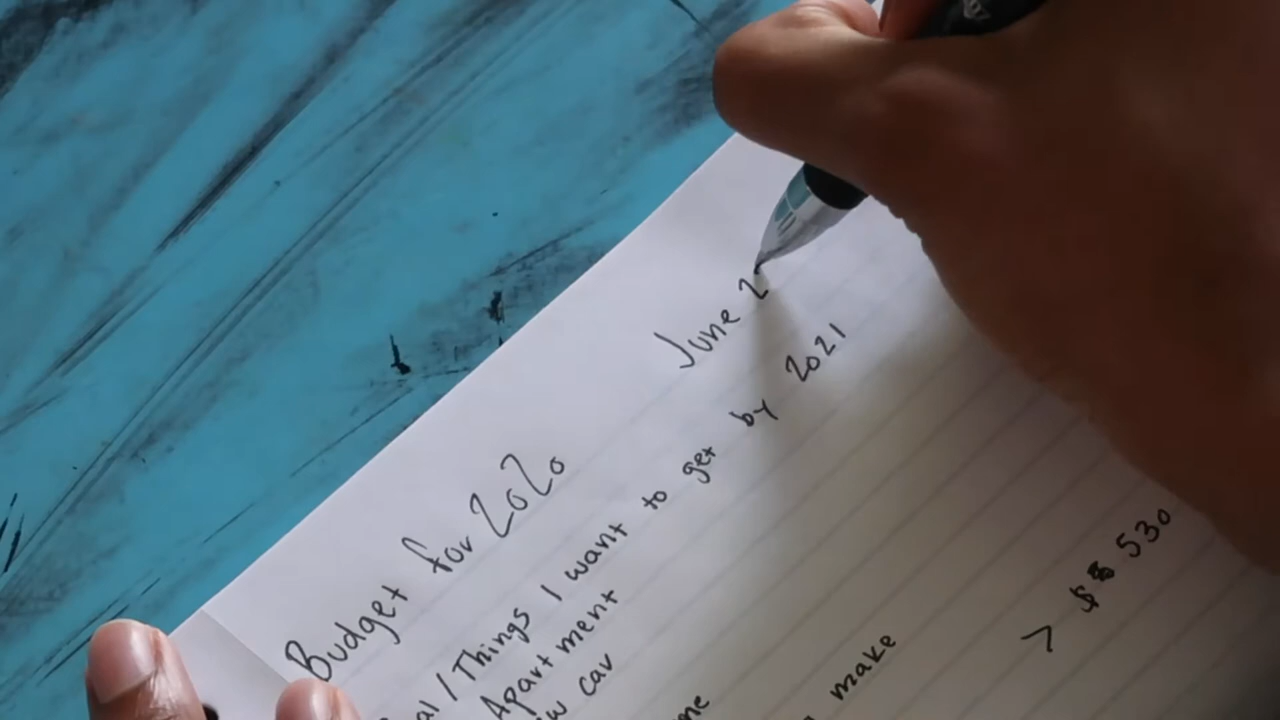 June 2
Budget for 2020
al / Things I want to get by 2021
Apartment
w car
make
> $ 530